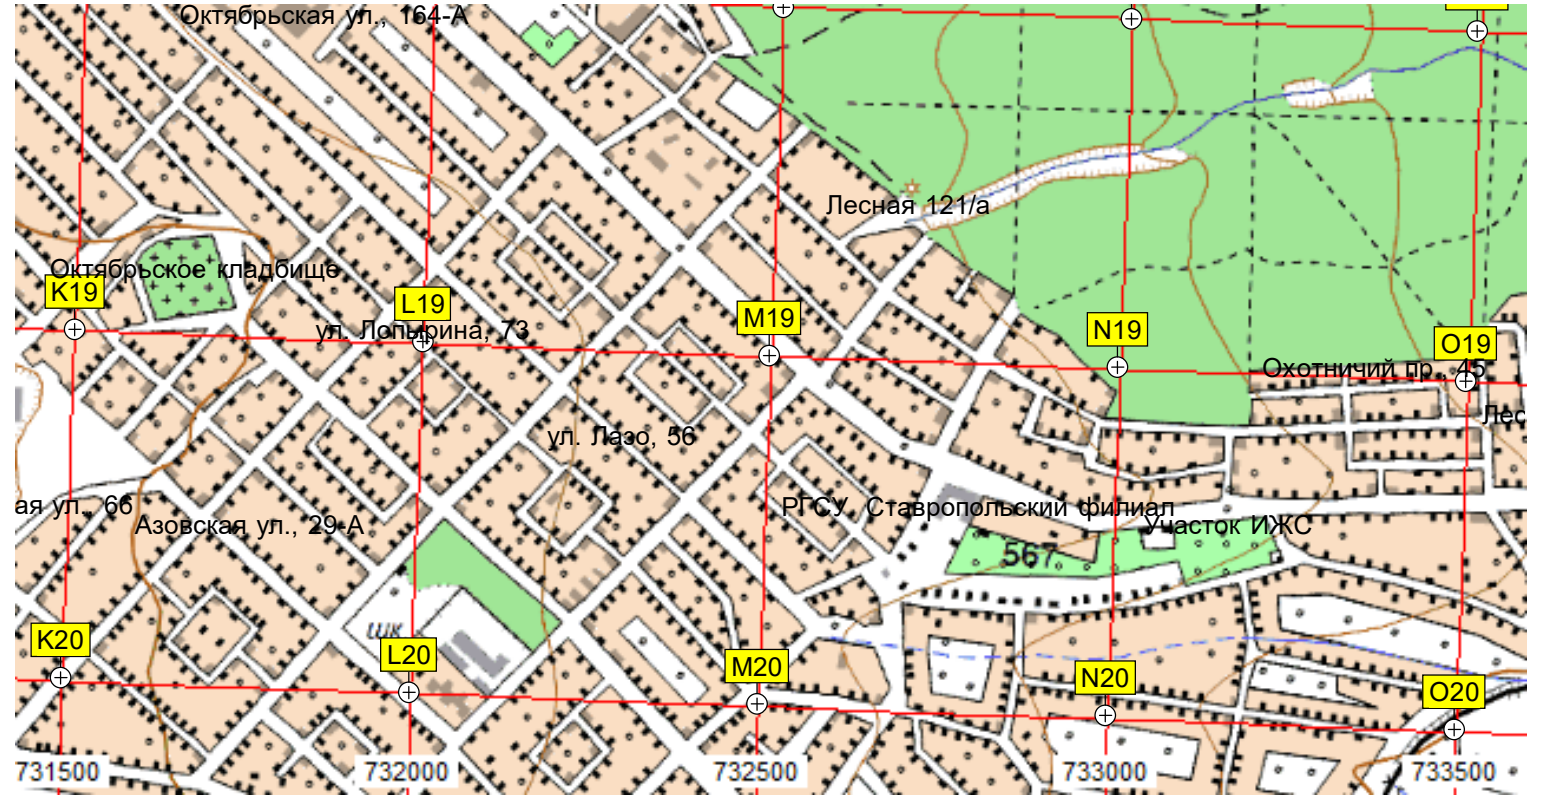 Октябрьская ул., 164-А
Лесная 121/а
Октябрьское кладбище
K19
L19
M19
N19
O19
ул. Лопырина, 73
Охотничий пр., 45
Лес
ул. Лазо, 56
ая ул., 66
Азовская ул., 29-А
РГСУ, Ставропольский филиал
Участок ИЖС
567
шк.
K20
L20
M20
N20
O20
731500
732000
732500
733000
733500